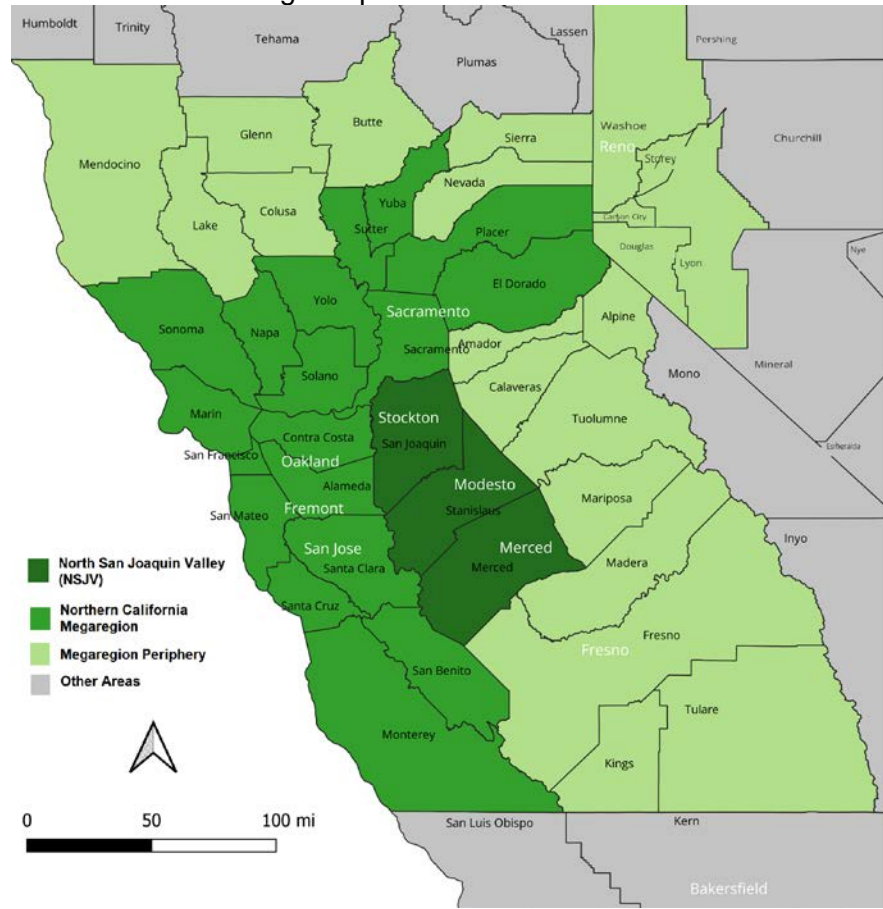 Humboldt
Trinity
Tehama
Lassen
Plumas
Pershing
Mendocino
Glenn
Butte
Sierra
Washoe
Reno
Storey
Churchill
Nevada
Lake
Colusa
Yuba
Sutter
Placer
Carson City
Douglas
Lyon
Nye
El Dorado
Sonoma
Napa
Yolo
Sacramento
Sacramento
Alpine
Amador
Solano
Mono
Mineral
Calaveras
Marin
Contra Costa
Stockton
San Joaquin
Tuolumne
Esmeralda
San Francisco
Oakland
Alameda
Modesto
Stanislaus
Mariposa
San Mateo
Fremont
San Jose
Santa Clara
Merced
Merced
Madera
Inyo
Santa Cruz
Fresno
Fresno
San Benito
Monterey
Tulare
Kings
San Luis Obispo
Kern
Bakersfield
North San Joaquin Valley
(NSJV)
Northern California
Megaregion
Megaregion Periphery
Other Areas
0 50 100 mi